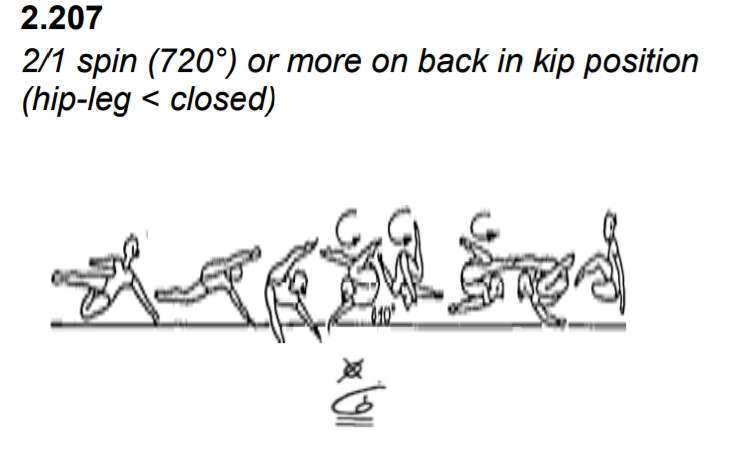 2.207
2/1 spin (720°) or more on back in kip position
(hip-leg < closed)